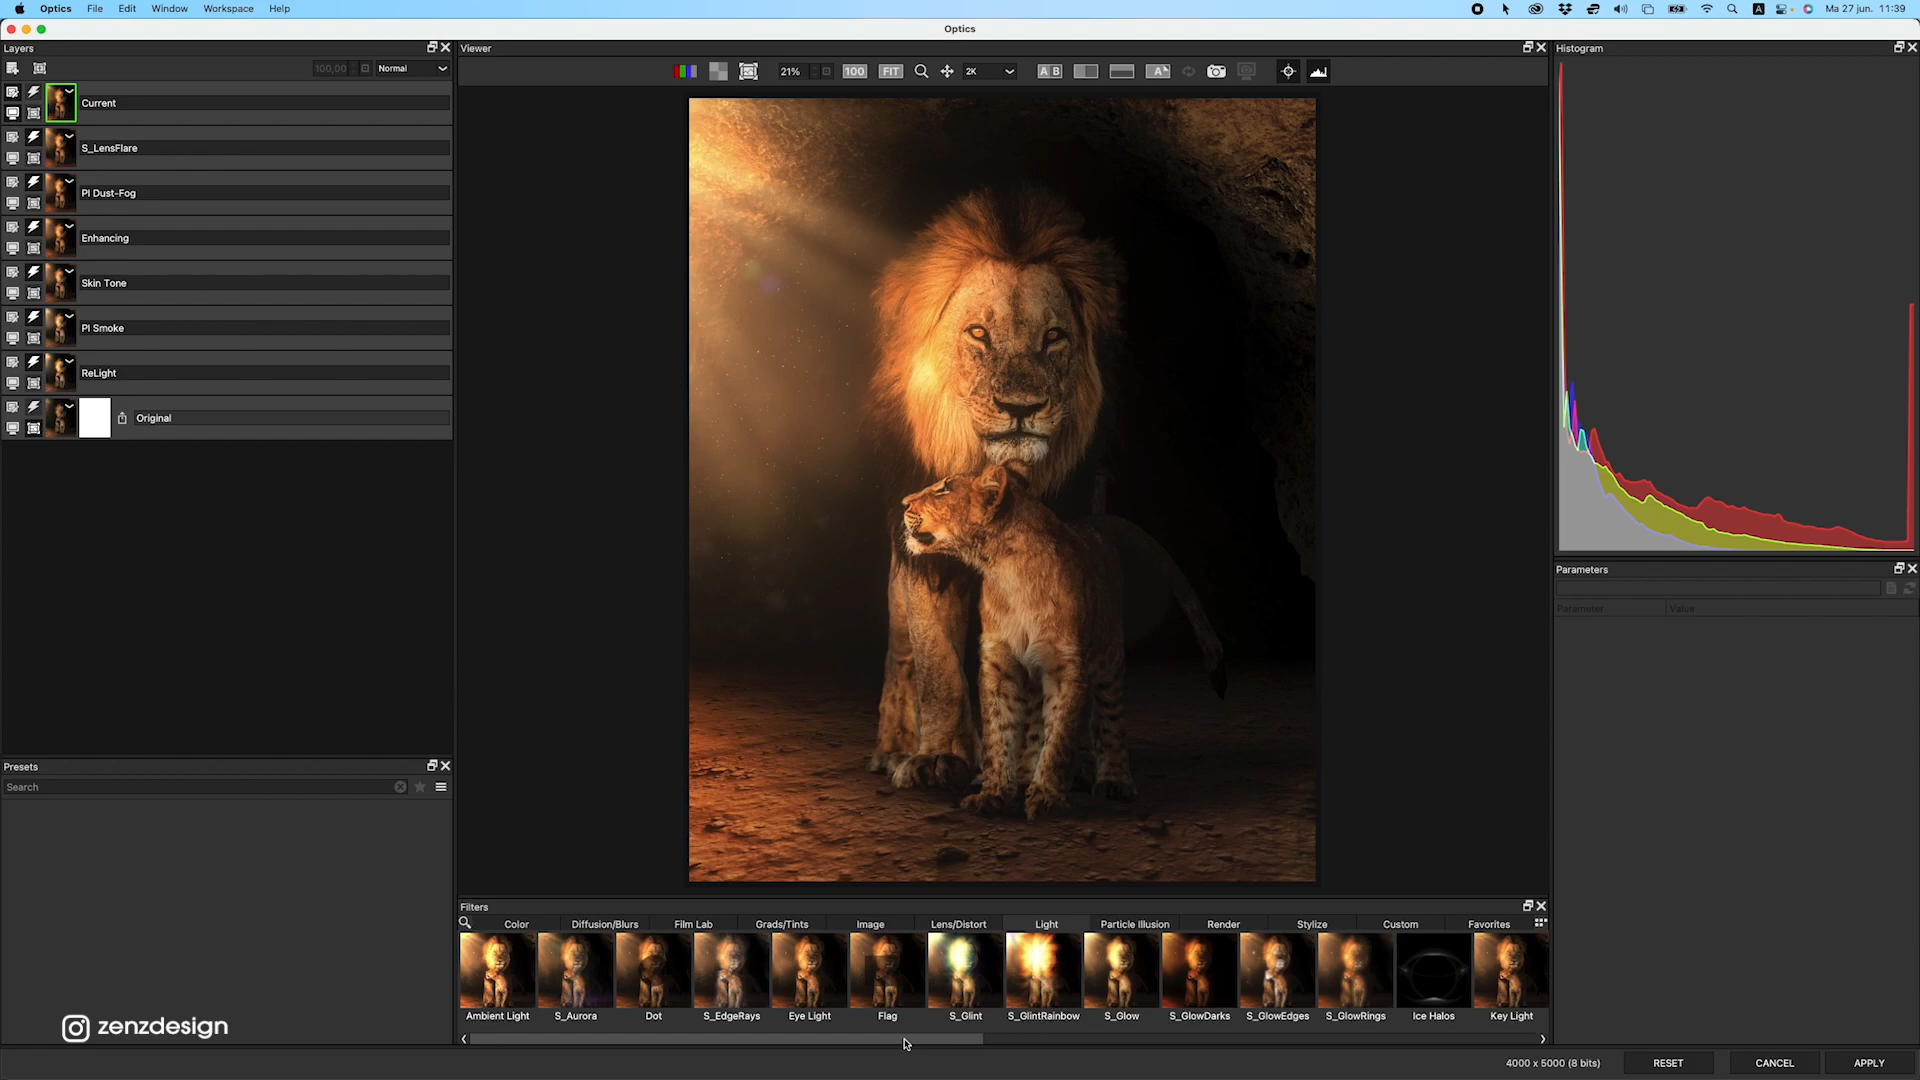 Optics File Edit Window Workspace Help
A Ma 27 jun. 11:39
Optics
Layers
Viewer
Histogram
100,00 Normal
21% 100 FIT 2K A B A
Current
S_LensFlare
PI Dust-Fog
Enhancing
Skin Tone
PI Smoke
ReLight
Original
Parameters
Parameter Value
Presets
Search
Filters
Color Diffusion/Blurs Film Lab Grads/Tints Image Lens/Distort Light Particle Illusion Render Stylize Custom Favorites
Ambient Light S_Aurora Dot S_EdgeRays Eye Light Flag S_Glint S_GlintRainbow S_Glow S_GlowDarks S_GlowEdges S_GlowRings Ice Halos Key Light
zenzdesign
4000 x 5000 (8 bits) RESET CANCEL APPLY